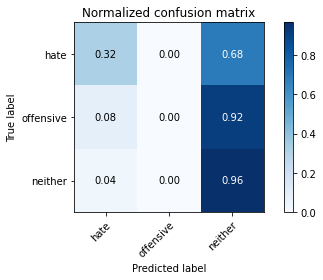 Normalized confusion matrix
True label
hate
0.32 0.00 0.68
offensive
0.08 0.00 0.92
neither
0.04 0.00 0.96
hate
offensive
neither
Predicted label
0.8
0.6
0.4
0.2
0.0